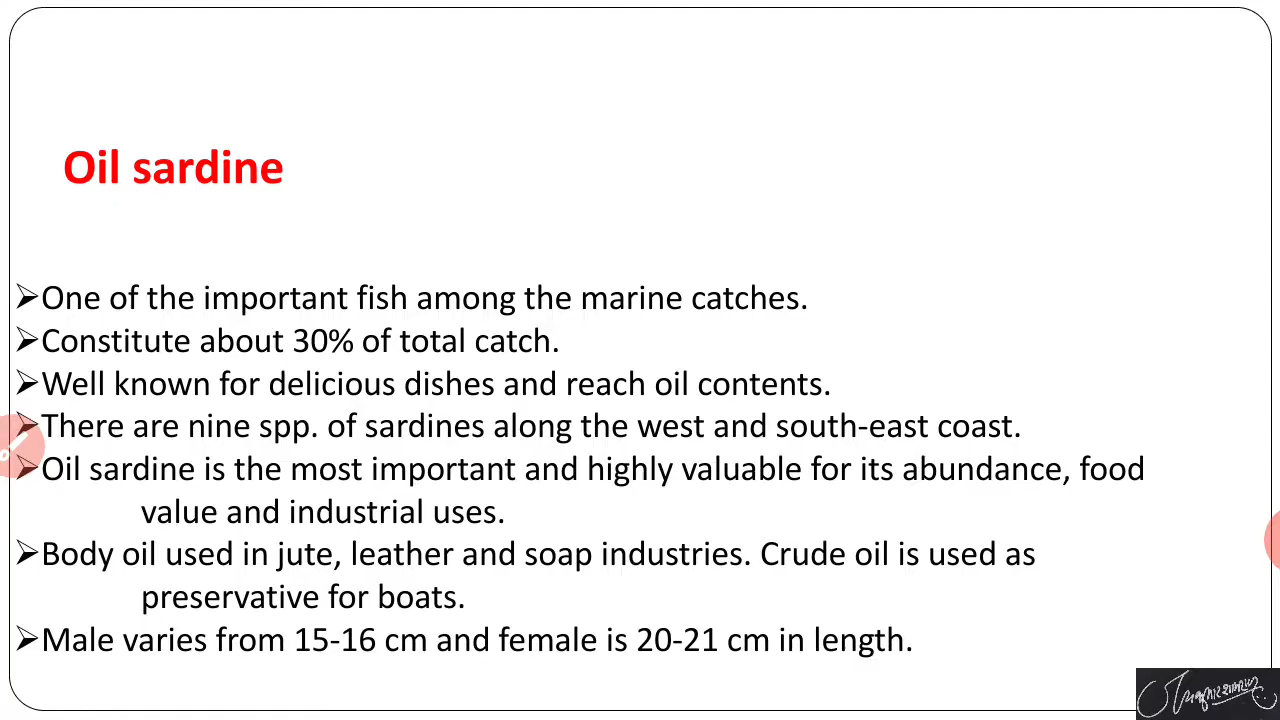 Oil sardine
➢One of the important fish among the marine catches.
➢Constitute about 30% of total catch.
➢Well known for delicious dishes and reach oil contents.
➢There are nine spp. of sardines along the west and south-east coast.
➢Oil sardine is the most important and highly valuable for its abundance, food
value and industrial uses.
➢Body oil used in jute, leather and soap industries. Crude oil is used as
preservative for boats.
➢Male varies from 15-16 cm and female is 20-21 cm in length.